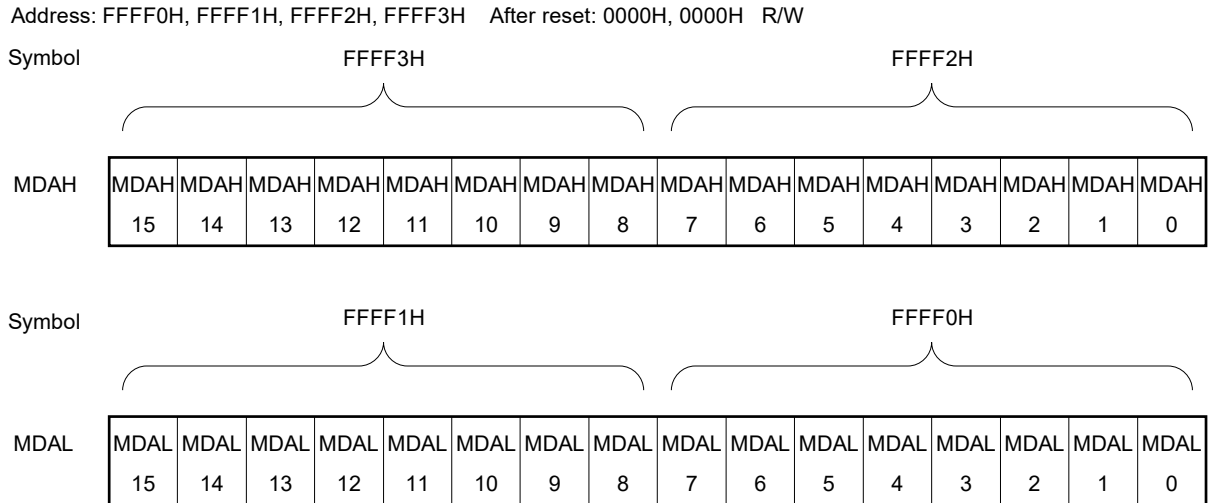 Address: FFFF0H, FFFF1H, FFFF2H, FFFF3H After reset: 0000H, 0000H R/W
Symbol FFFF3H FFFF2H
MDAH MDAH MDAH MDAH MDAH MDAH MDAH MDAH MDAH MDAH MDAH MDAH MDAH MDAH MDAH MDAH MDAH
15 14 13 12 11 10 9 8 7 6 5 4 3 2 1 0
Symbol FFFF1H FFFF0H
MDAL MDAL MDAL MDAL MDAL MDAL MDAL MDAL MDAL MDAL MDAL MDAL MDAL MDAL MDAL MDAL MDAL
15 14 13 12 11 10 9 8 7 6 5 4 3 2 1 0